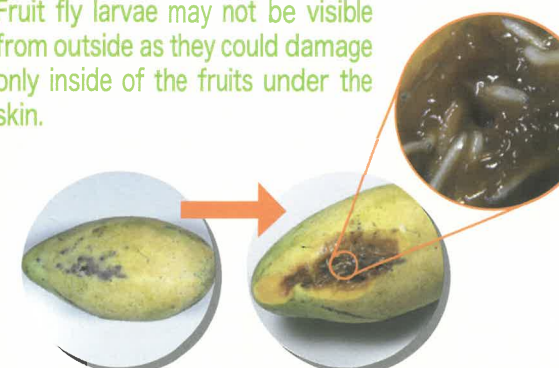 Fruit fly larvae may not be visible
from outside as they could damage
only inside of the fruits under the
skin.